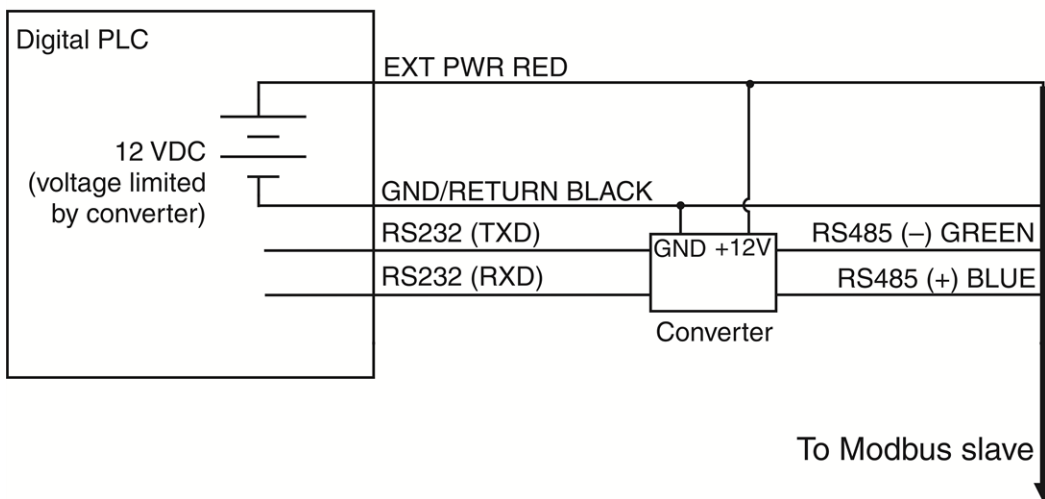 Digital PLC
EXT PWR RED
12 VDC
(voltage limited
by converter)
GND/RETURN BLACK
RS232 (TXD)
GND +12V
RS485 (–) GREEN
RS232 (RXD)
RS485 (+) BLUE
Converter
To Modbus slave